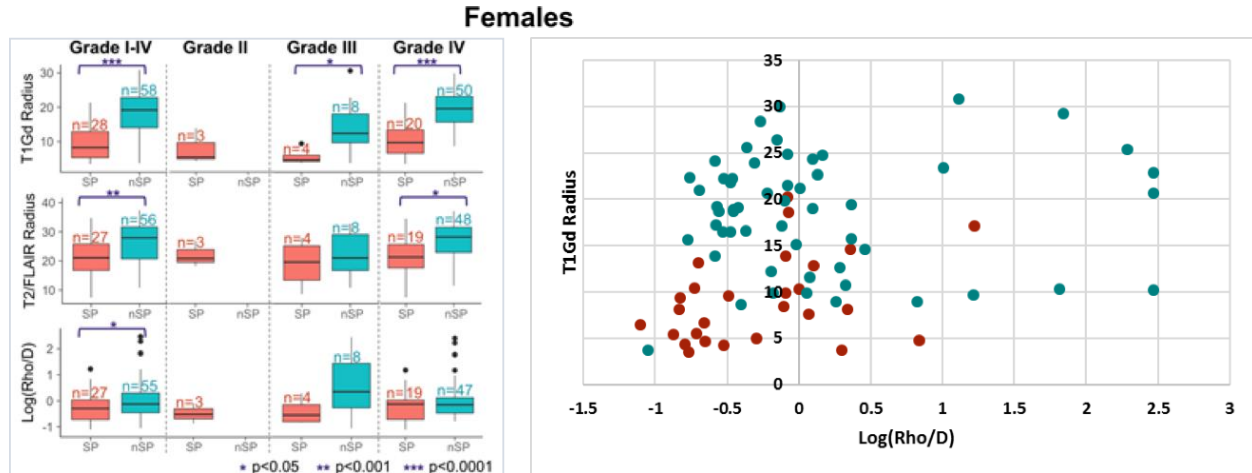 Females
Grade I-IV Grade II Grade III Grade IV
*** * ***
T1Gd Radius
30
20
10
n=28 n=58 n=3 n=4 n=8 n=20 n=50
SP nSP SP nSP SP nSP SP nSP
** *
T2/FLAIR Radius
40
30
20
10
n=27 n=56 n=3 n=4 n=8 n=19 n=48
SP nSP SP nSP SP nSP SP nSP
*
Log(Rho/D)
2
1
0
-1
n=27 n=55 n=3 n=4 n=8 n=19 n=47
SP nSP SP nSP SP nSP SP nSP
* p<0.05 ** p<0.001 *** p<0.0001
T1Gd Radius
35
30
25
20
15
10
5
0
-1.5 -1 -0.5 0 0.5 1 1.5 2 2.5 3
Log(Rho/D)